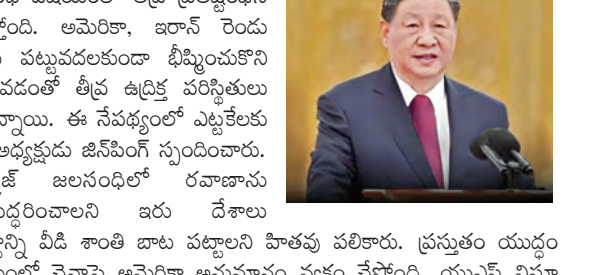 స్తోంది. అమెరికా, ఇరాన్ రెండు
పట్టువదలకుండా భీష్మించుకొని
వడంతో తీవ్ర ఉద్రిక్త పరిస్థితులు
న్నాయి. ఈ నేపథ్యంలో ఎట్టకేలకు
అధ్యక్షుడు జిన్‌పింగ్ స్పందించారు.
జలసంధిలో రవాణాను
ద్ధరించాలని ఇరు దేశాలు
వీడి శాంతి బాట పట్టాలని హితవు పలికారు. ప్రస్తుతం యుద్ధం